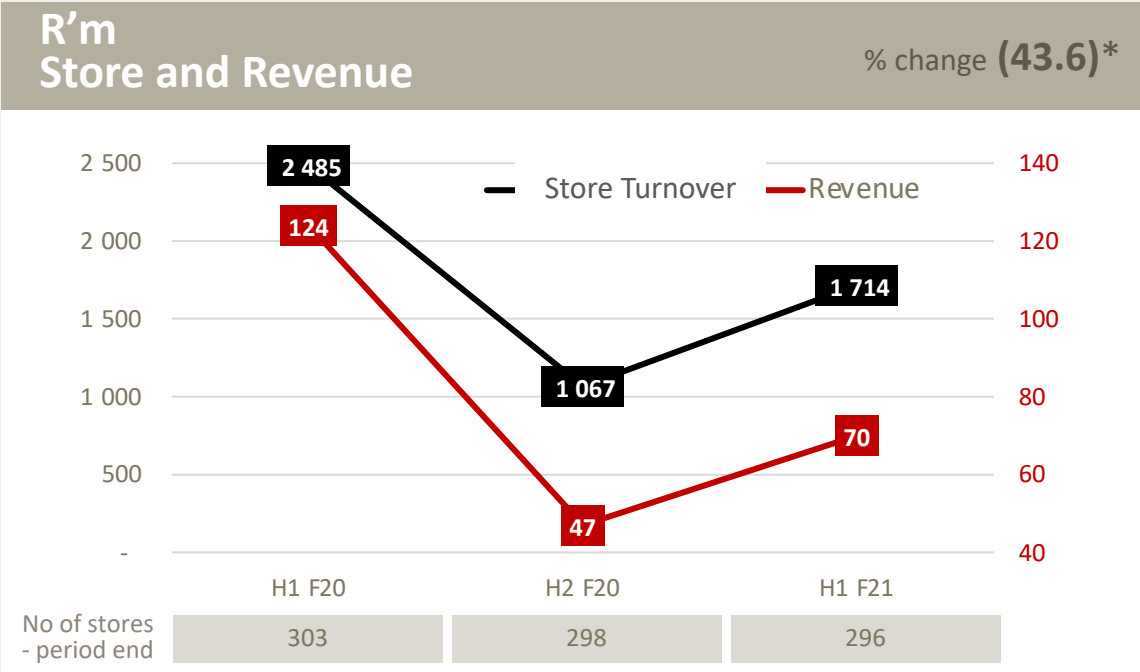 R’m
Store and Revenue
% change (43.6)*
Store Turnover
Revenue
2 500
2 000
1 500
1 000
500
-
2 485
124
1 067
47
1 714
70
140
120
100
80
60
40
H1 F20
H2 F20
H1 F21
No of stores
- period end
303
298
296